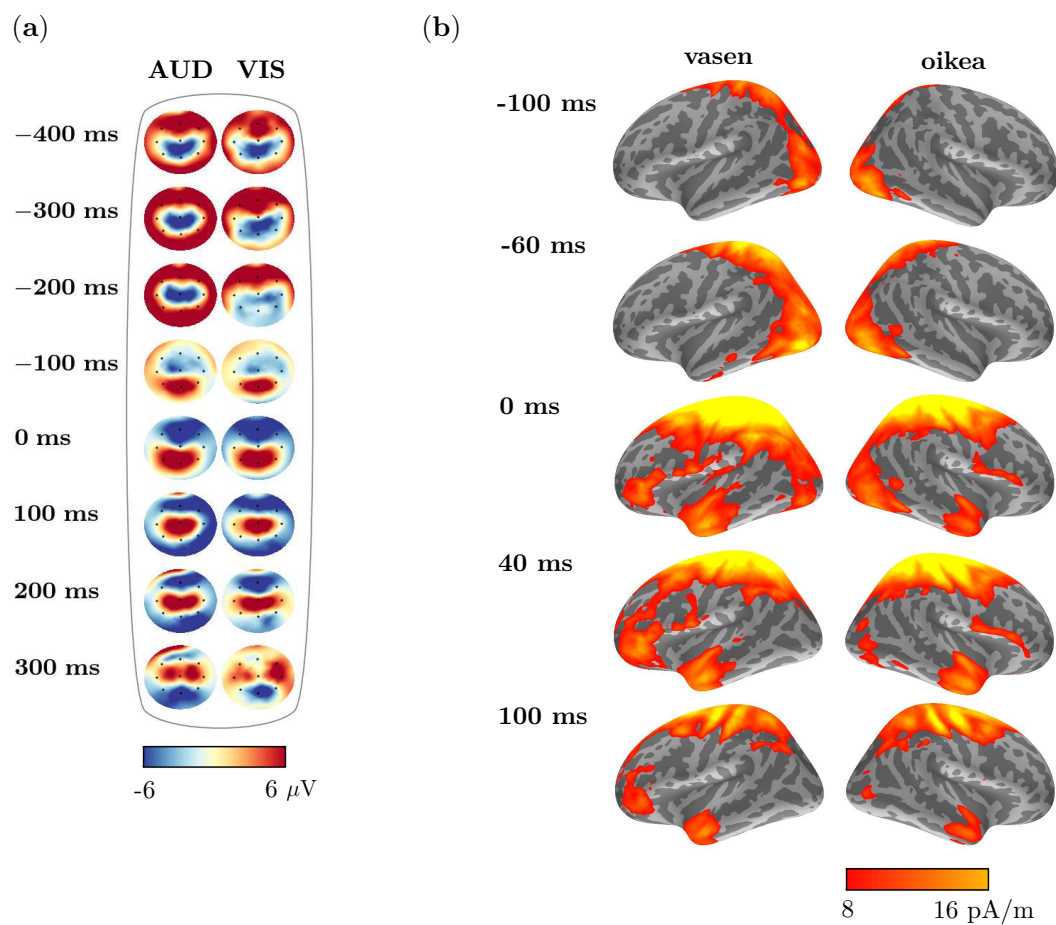 (a)
AUD VIS
−400 ms
−300 ms
−200 ms
−100 ms
0 ms
100 ms
200 ms
300 ms
-6 6 μV
(b)
vasen oikea
-100 ms
-60 ms
0 ms
40 ms
100 ms
8 16 pA/m